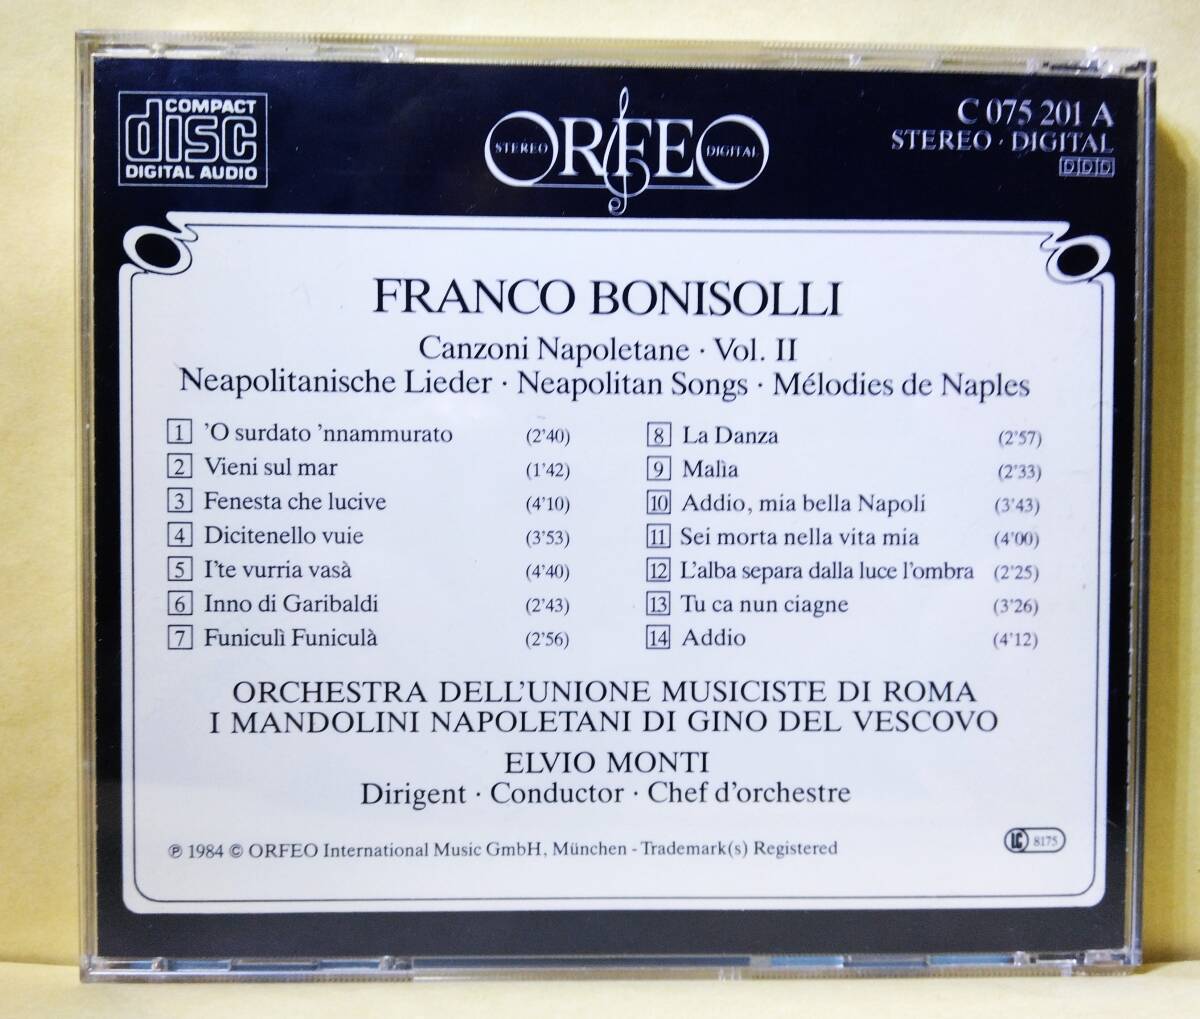 COMPACT
disc
DIGITAL AUDIO
STEREO ORFEO DIGITAL
C 075 201 A
STEREO · DIGITAL
DDD
FRANCO BONISOLLI
Canzoni Napoletane · Vol. II
Neapolitanische Lieder · Neapolitan Songs · Mélodies de Naples
1 'O surdato 'nnammurato (2'40)
2 Vieni sul mar (1'42)
3 Fenesta che lucive (4'10)
4 Dicitenello vuie (3'53)
5 I'te vurria vasà (4'40)
6 Inno di Garibaldi (2'43)
7 Funiculì Funiculà (2'56)
8 La Danza (2'57)
9 Malìa (2'33)
10 Addio, mia bella Napoli (3'43)
11 Sei morta nella vita mia (4'00)
12 L'alba separa dalla luce l'ombra (2'25)
13 Tu ca nun ciagne (3'26)
14 Addio (4'12)
ORCHESTRA DELL'UNIONE MUSICISTE DI ROMA
I MANDOLINI NAPOLETANI DI GINO DEL VESCOVO
ELVIO MONTI
Dirigent · Conductor · Chef d'orchestre
℗ 1984 © ORFEO International Music GmbH, München - Trademark(s) Registered
LC 8175